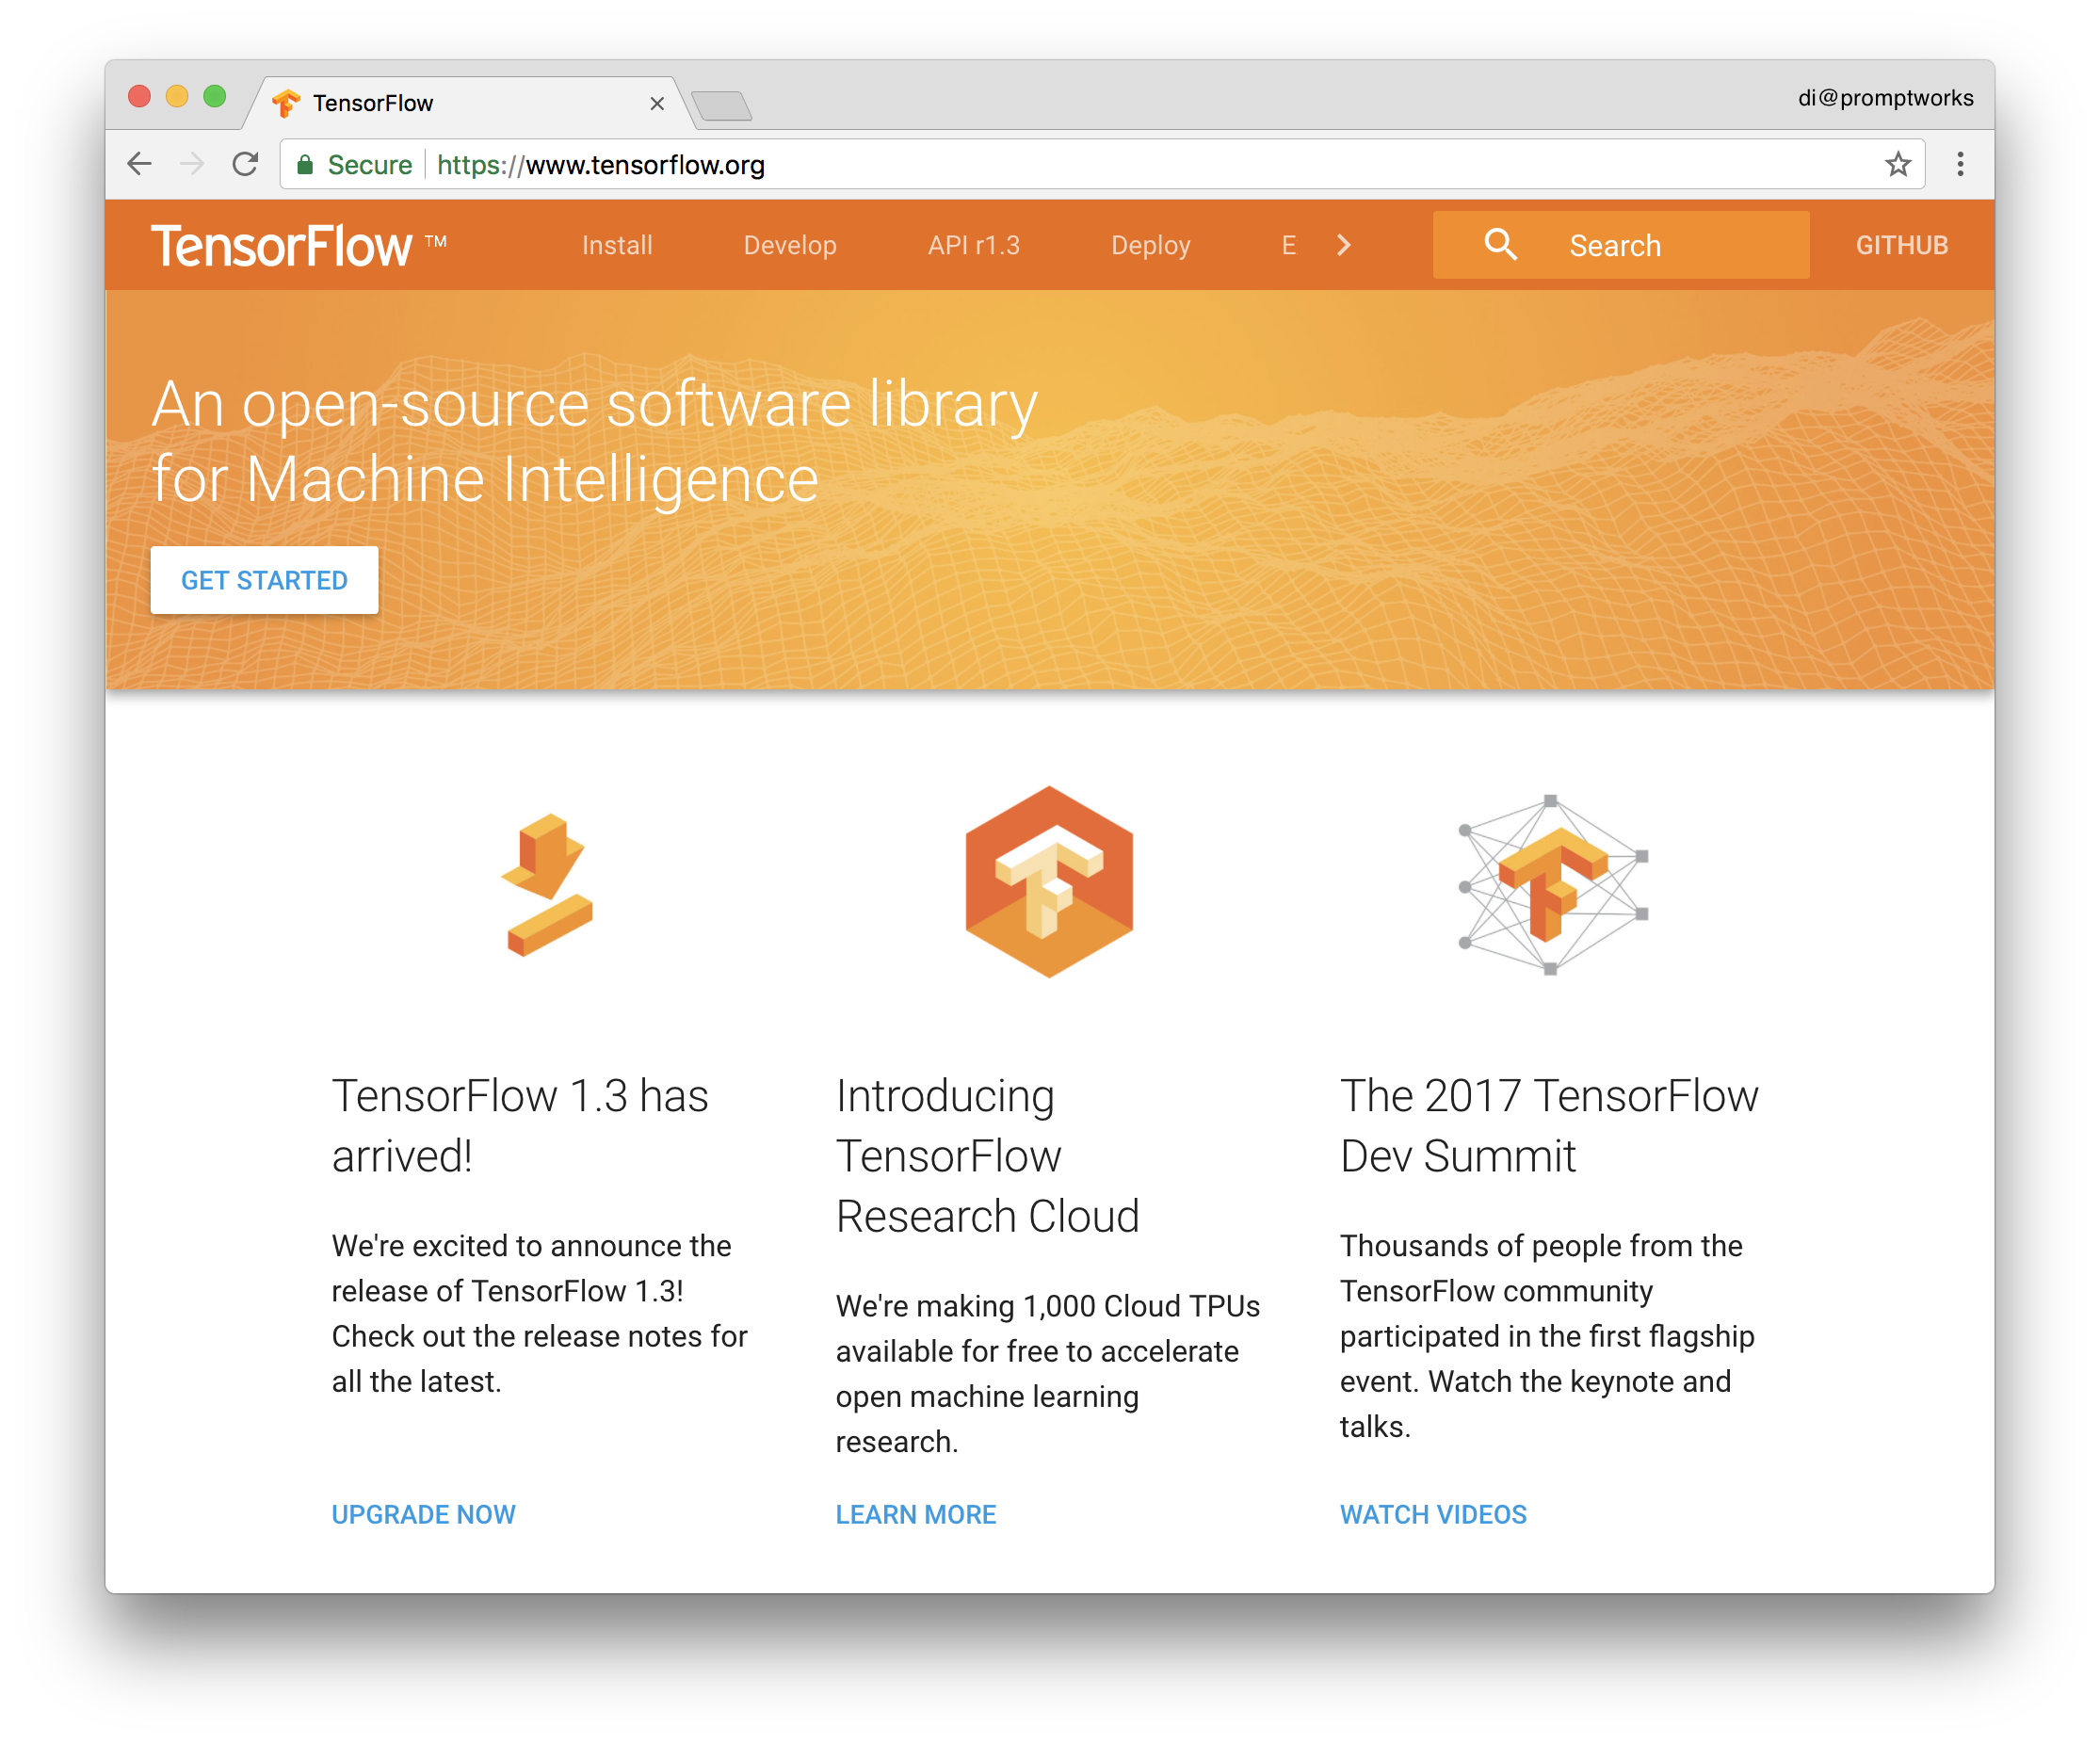 TensorFlow
di@promptworks
Secure https://www.tensorflow.org
TensorFlow™ Install Develop API r1.3 Deploy E Search GITHUB
An open-source software library
for Machine Intelligence
GET STARTED
TensorFlow 1.3 has
arrived!
We're excited to announce the
release of TensorFlow 1.3!
Check out the release notes for
all the latest.
UPGRADE NOW
Introducing
TensorFlow
Research Cloud
We're making 1,000 Cloud TPUs
available for free to accelerate
open machine learning
research.
LEARN MORE
The 2017 TensorFlow
Dev Summit
Thousands of people from the
TensorFlow community
participated in the first flagship
event. Watch the keynote and
talks.
WATCH VIDEOS